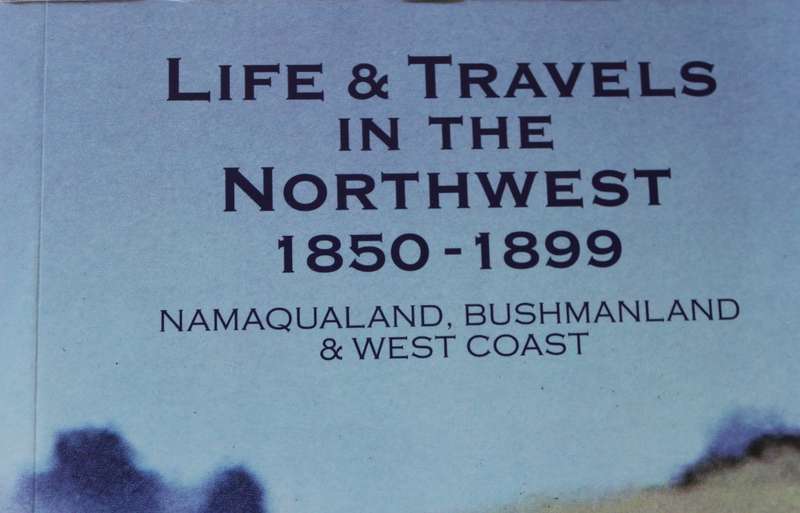 LIFE & TRAVELS
IN THE
NORTHWEST
1850-1899
NAMAQUALAND, BUSHMANLAND
& WEST COAST